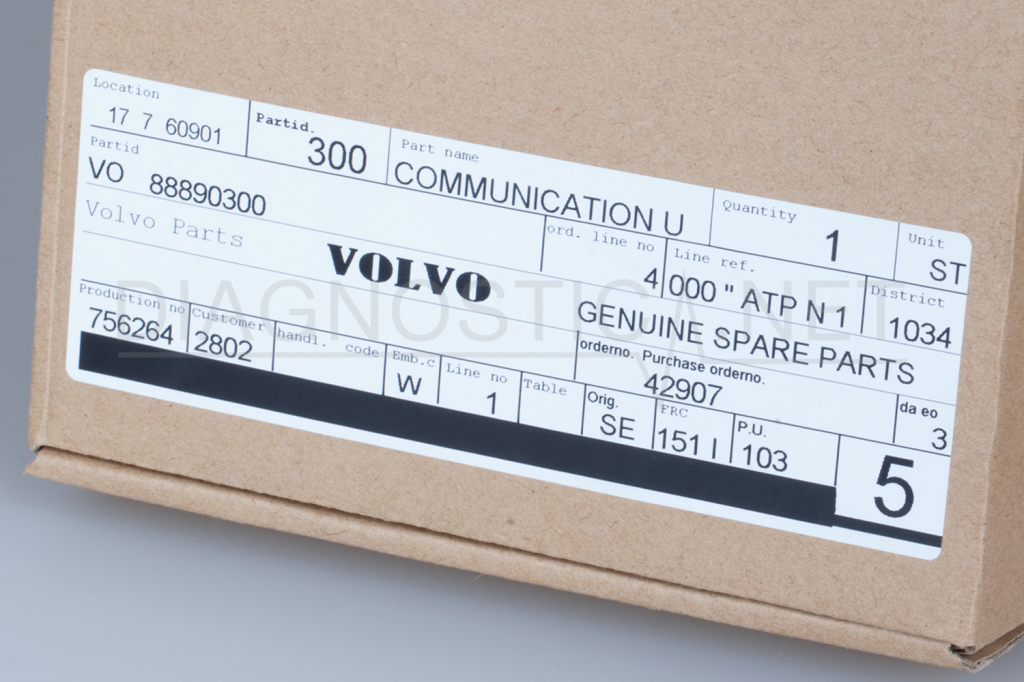 Location Partid. Part name Quantity Unit
17 7 60901 300 COMMUNICATION U 1 ST
Partid ord. line no Line ref. District
VO 88890300 4 000 " ATP N 1 1034
Volvo Parts VOLVO GENUINE SPARE PARTS
DIAGNOSTICA.NET
Production no Customer handl. code Emb.c Line no Table orderno. Purchase orderno. da eo
756264 2802 W 1 42907 3
Orig. FRC P.U.
SE 151 I 103 5